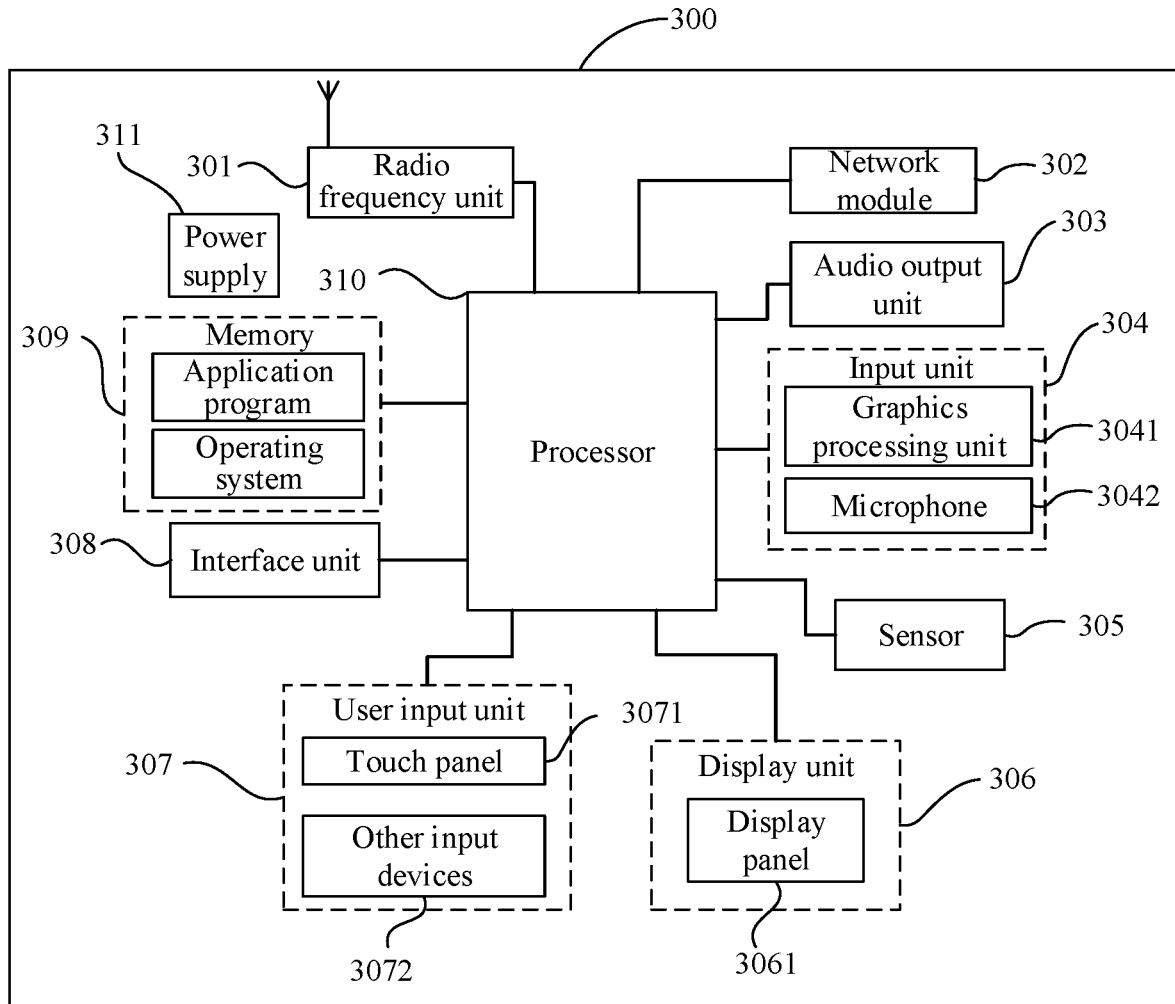 300
311
301
Radio
frequency unit
Network
module
302
303
Power
supply
310
Audio output
unit
304
309
Memory
Application
program
Operating
system
Processor
Input unit
Graphics
processing unit
3041
Microphone
3042
308
Interface unit
Sensor
305
User input unit
3071
307
Touch panel
Other input
devices
3072
Display unit
306
Display
panel
3061